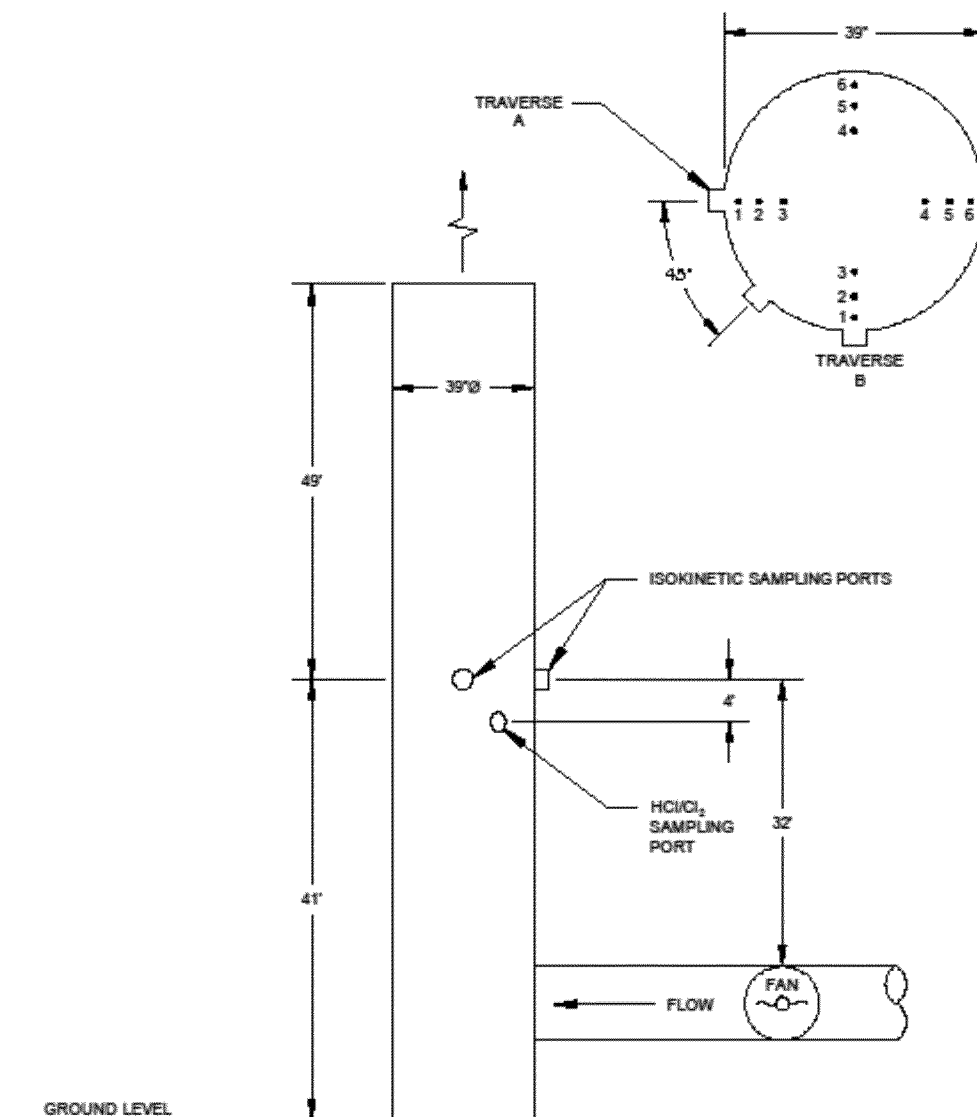 39"
TRAVERSE
A
6
5
4
1 2 3
4 5 6
45°
3
2
1
TRAVERSE
B
39"Ø
49'
ISOKINETIC SAMPLING PORTS
4'
HCl/Cl₂
SAMPLING
PORT
32'
41'
FAN
FLOW
GROUND LEVEL